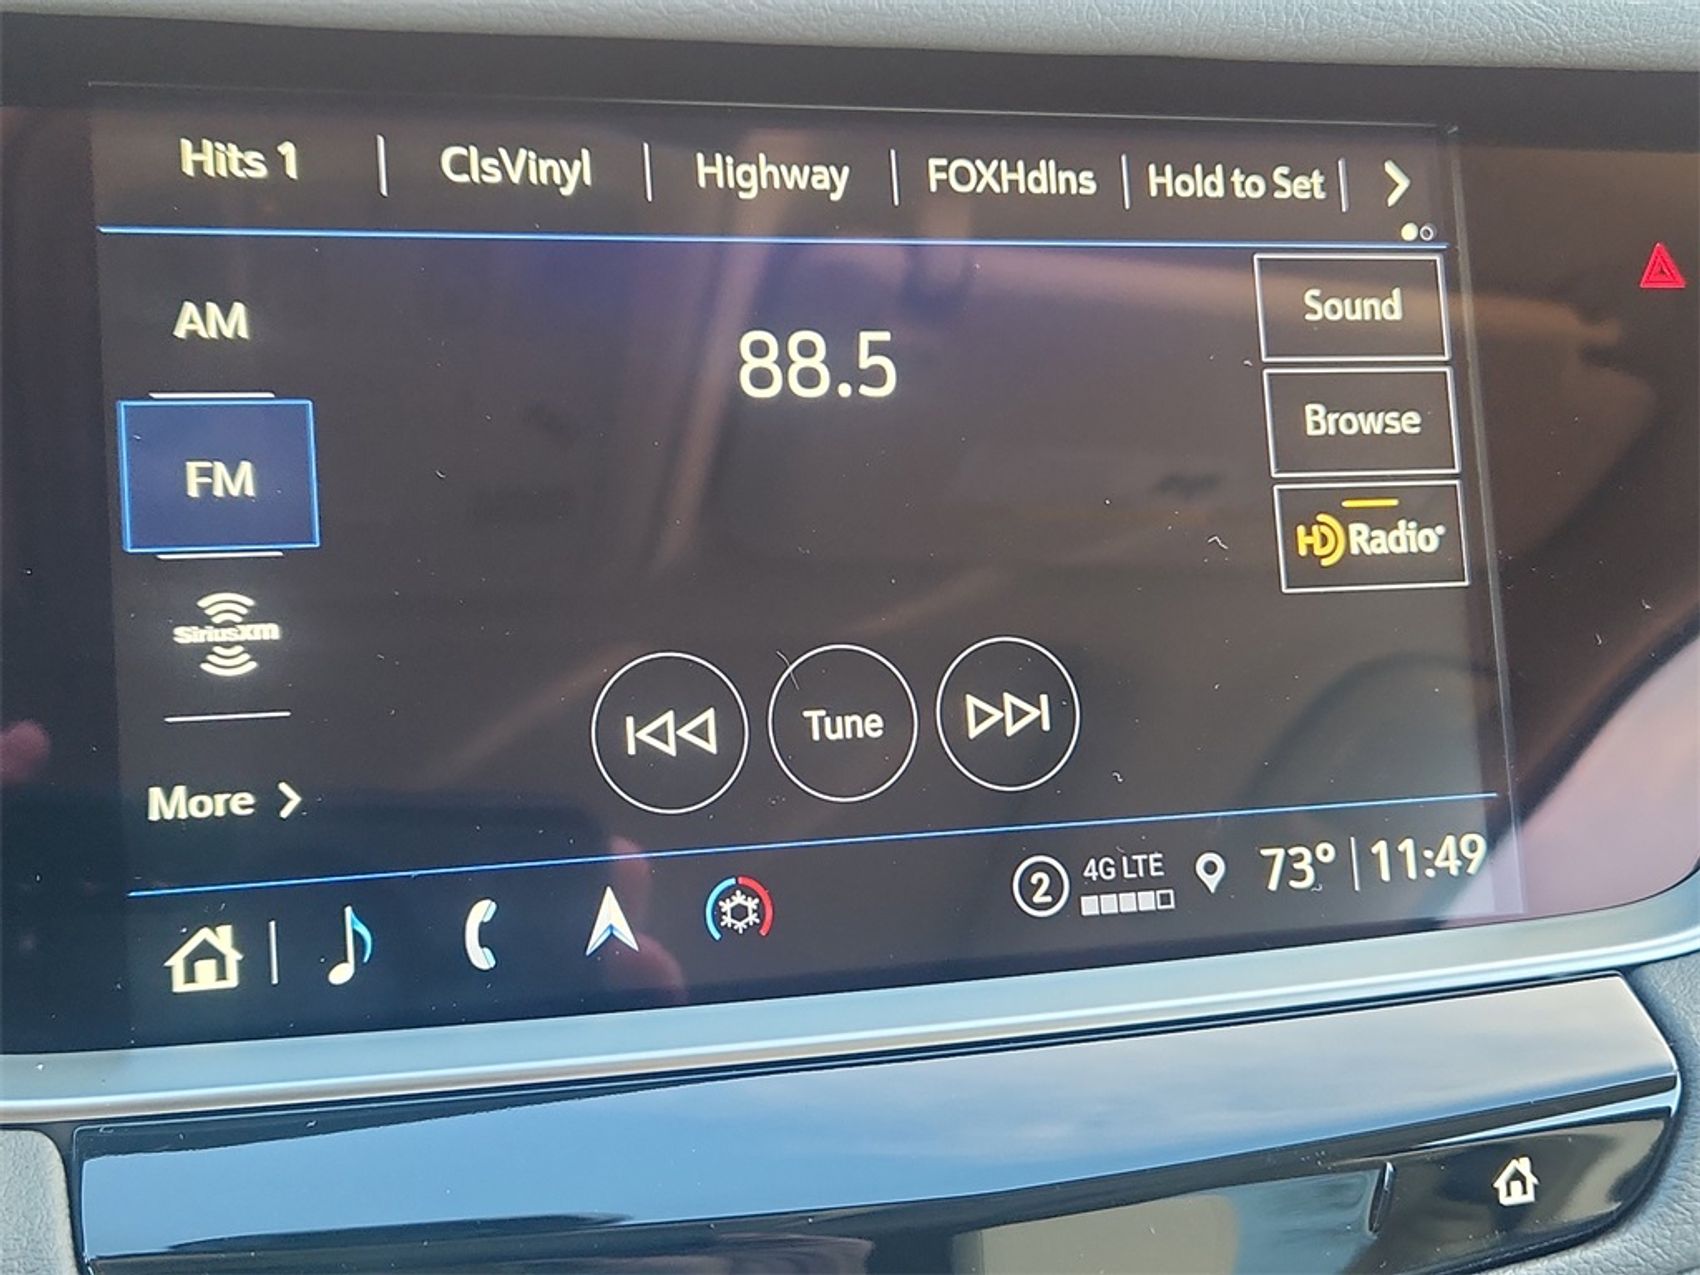 Hits 1 | ClsVinyl | Highway | FOXHdlns | Hold to Set |
AM
88.5
Sound
Browse
FM
HD Radio
SiriusXM
Tune
More
2 4G LTE 73° | 11:49